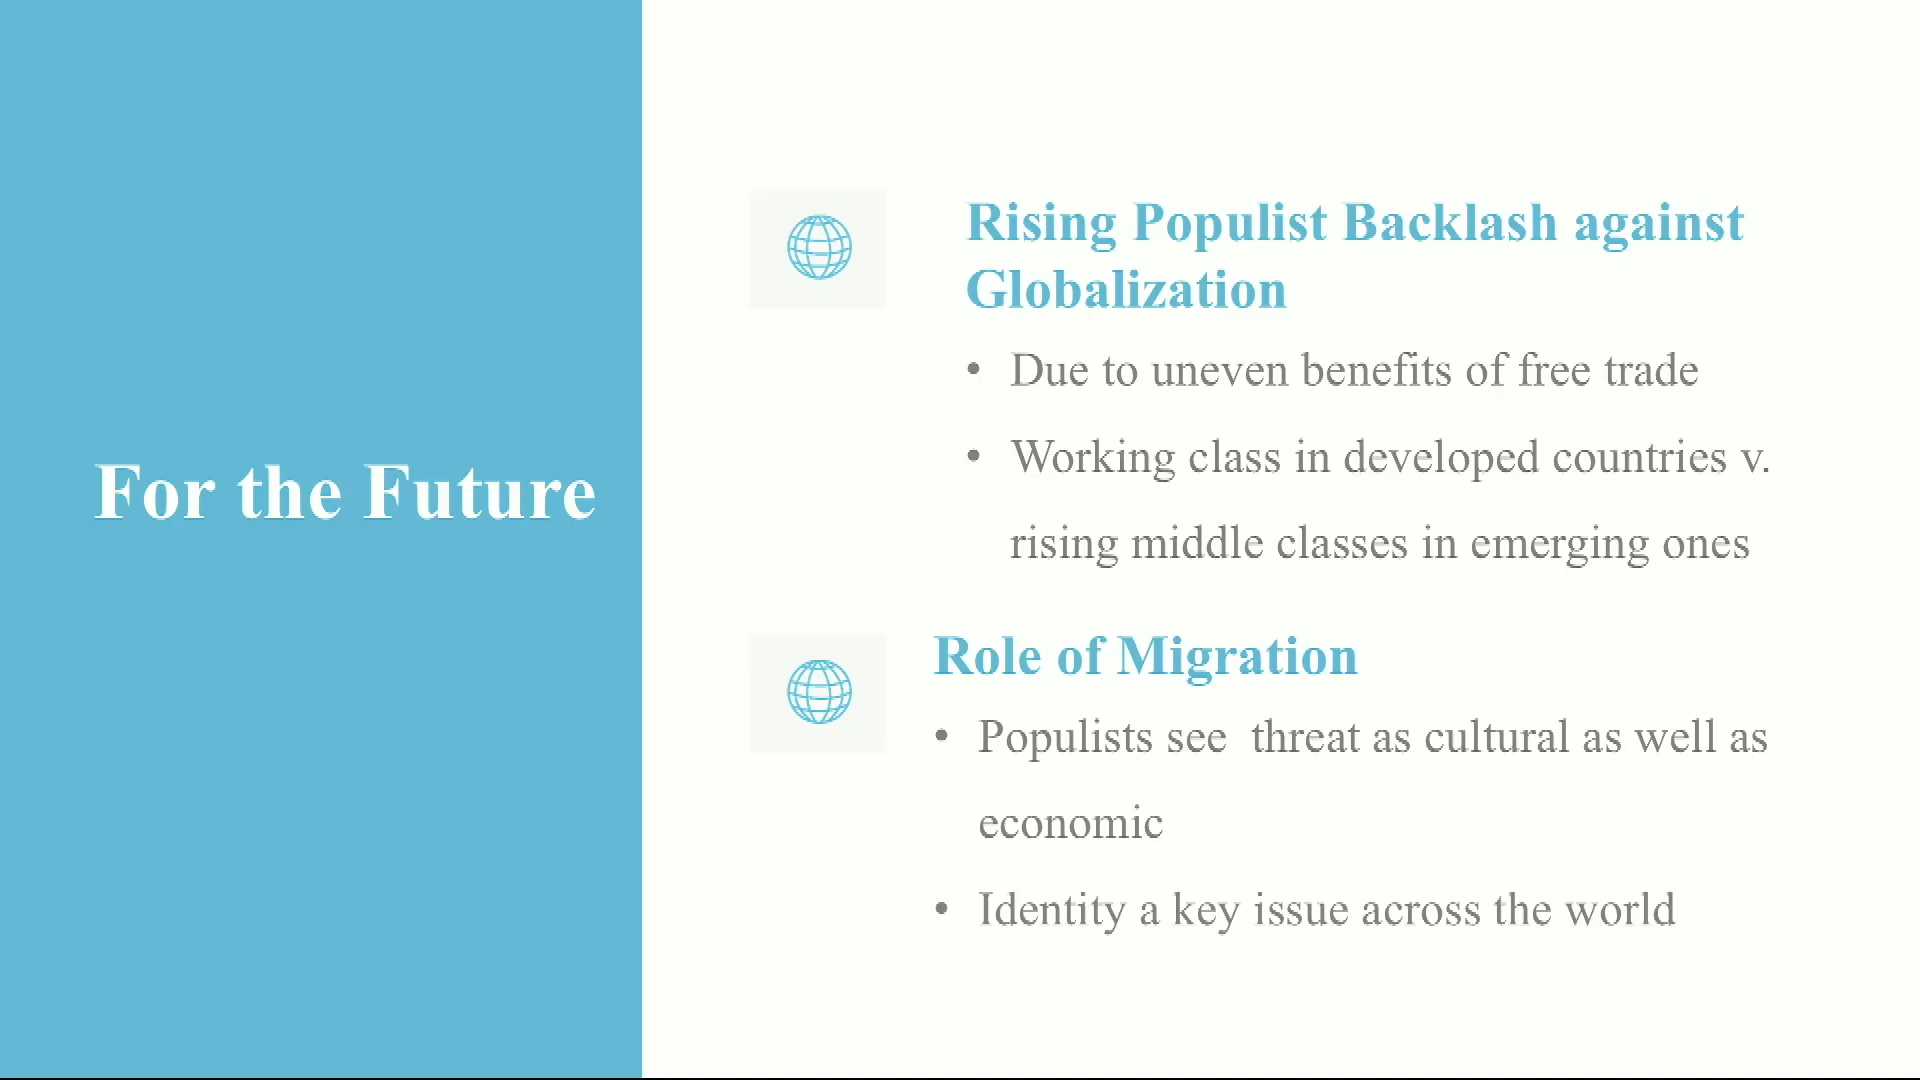 For the Future
Rising Populist Backlash against
Globalization
• Due to uneven benefits of free trade
• Working class in developed countries v.
rising middle classes in emerging ones
Role of Migration
• Populists see  threat as cultural as well as
economic
• Identity a key issue across the world